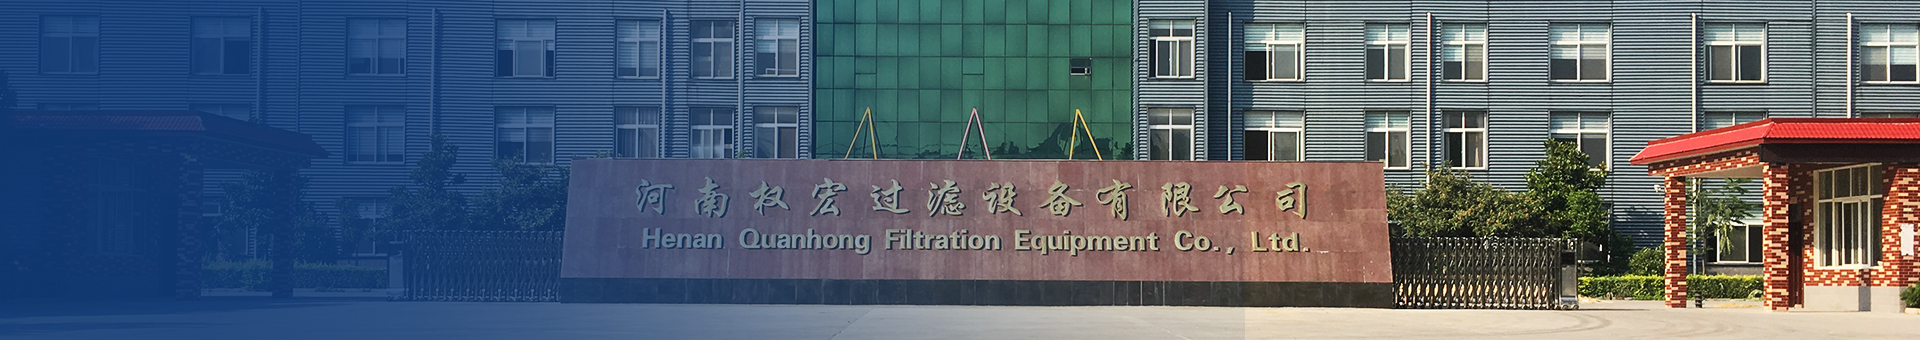 河南权宏过滤设备有限公司
Henan Quanhong Filtration Equipment Co., Ltd.